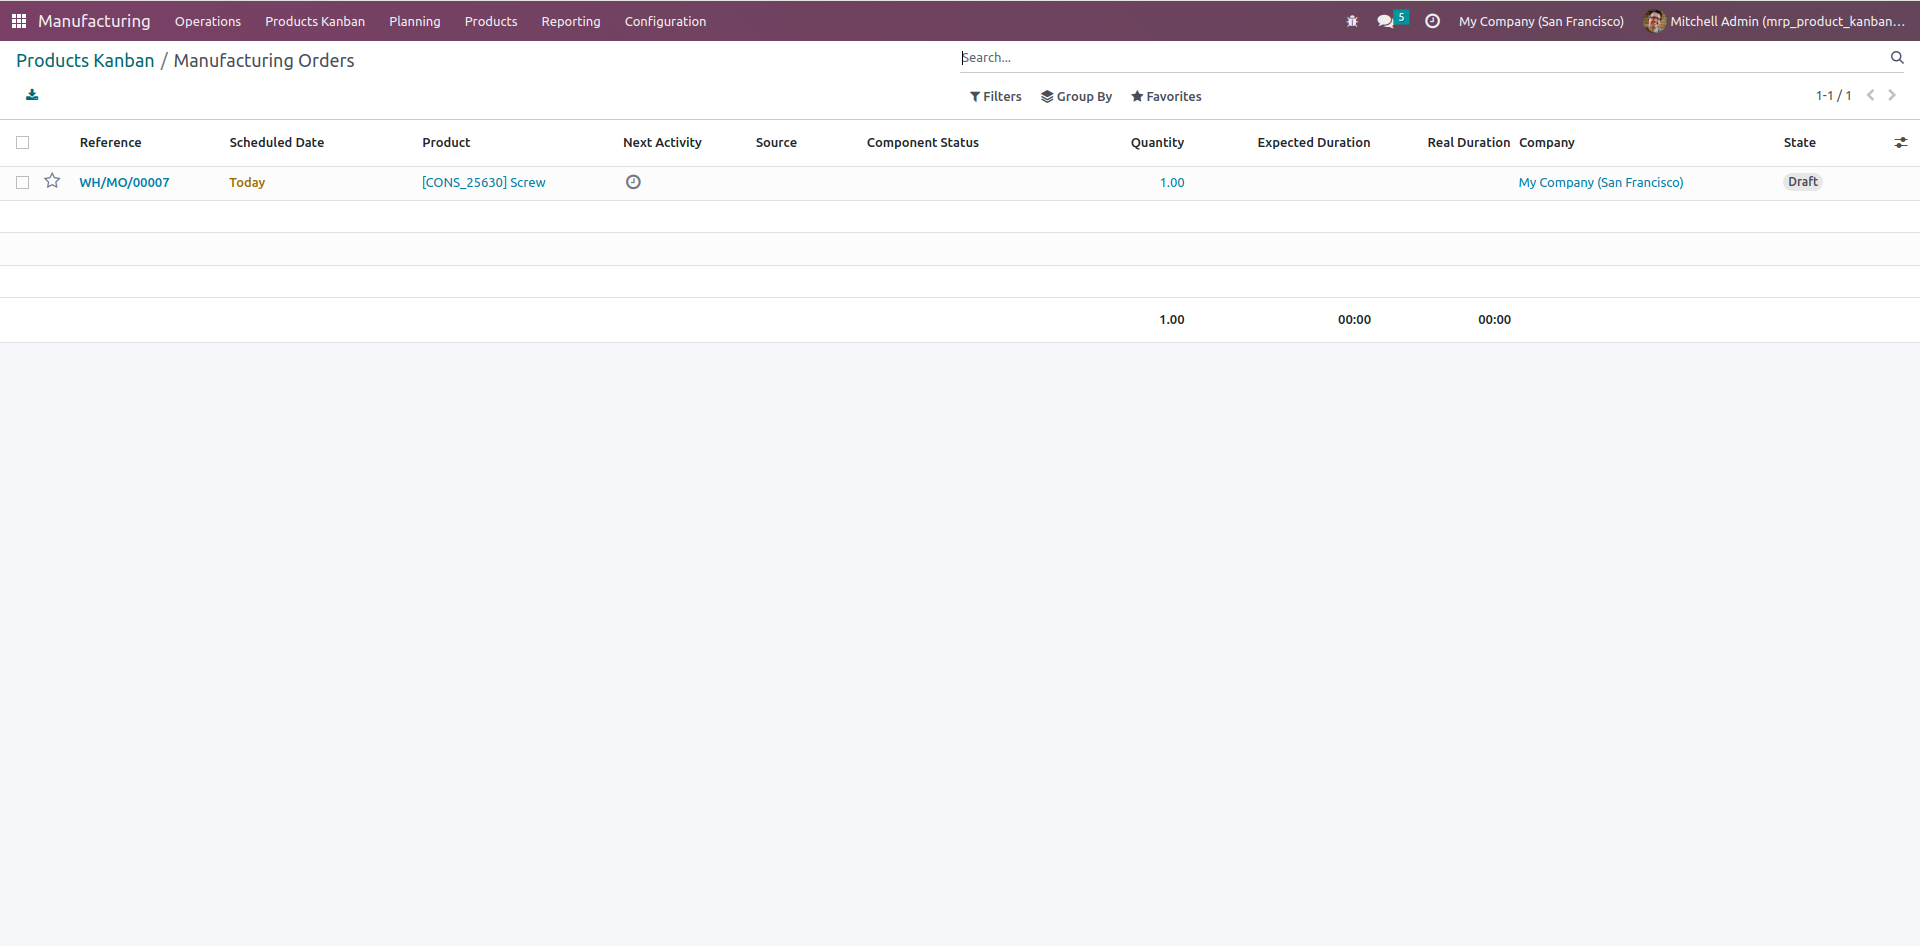 Manufacturing Operations Products Kanban Planning Products Reporting Configuration 5 My Company (San Francisco) Mitchell Admin (mrp_product_kanban...
Products Kanban / Manufacturing Orders Search...
Filters Group By Favorites 1-1 / 1
Reference Scheduled Date Product Next Activity Source Component Status Quantity Expected Duration Real Duration Company State
WH/MO/00007 Today [CONS_25630] Screw 1.00 My Company (San Francisco) Draft
1.00 00:00 00:00